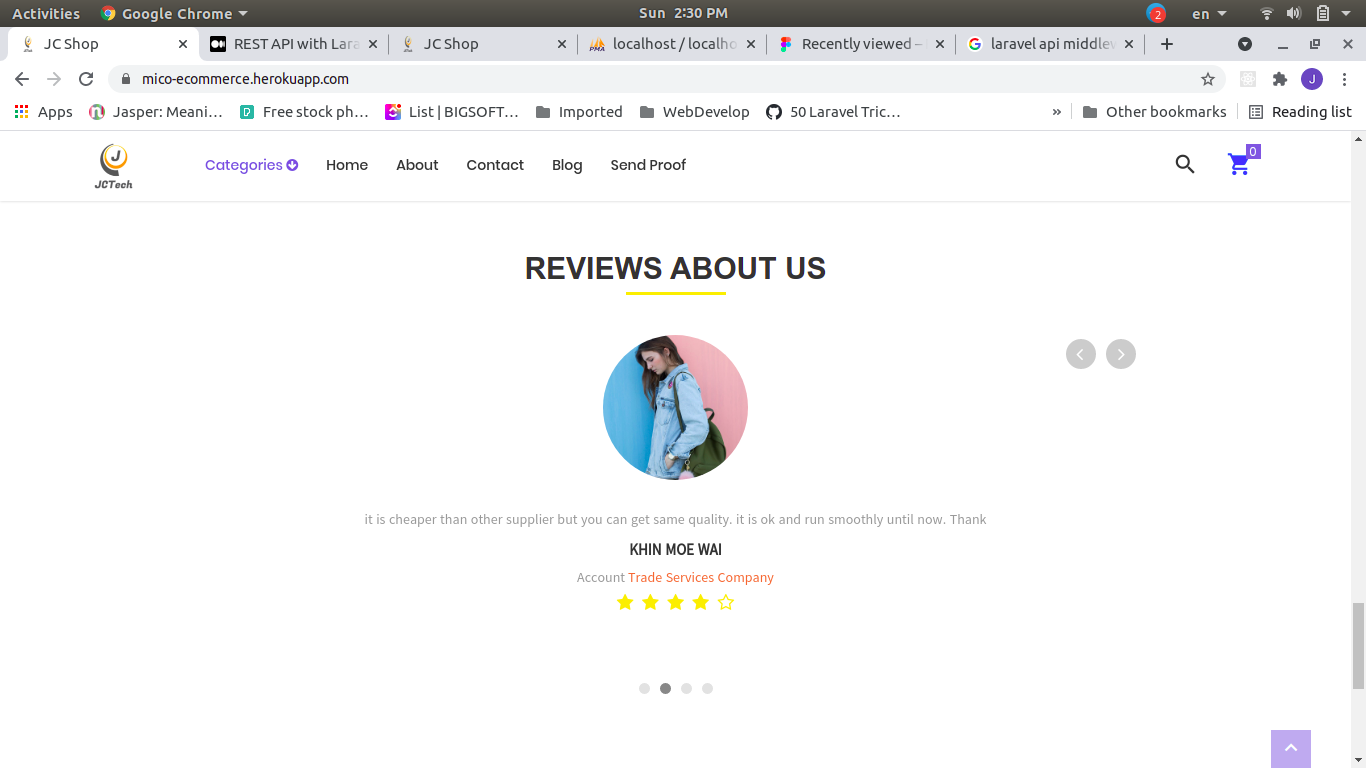 Activities Google Chrome Sun 2:30 PM 2 en
JC Shop REST API with Lara JC Shop localhost / localho Recently viewed – laravel api middlew
mico-ecommerce.herokuapp.com J
Apps Jasper: Meani... Free stock ph... List | BIGSOFT... Imported WebDevelop 50 Laravel Tric... » Other bookmarks Reading list
J
JCTech
Categories Home About Contact Blog Send Proof 0
REVIEWS ABOUT US
it is cheaper than other supplier but you can get same quality. it is ok and run smoothly until now. Thank
KHIN MOE WAI
Account Trade Services Company